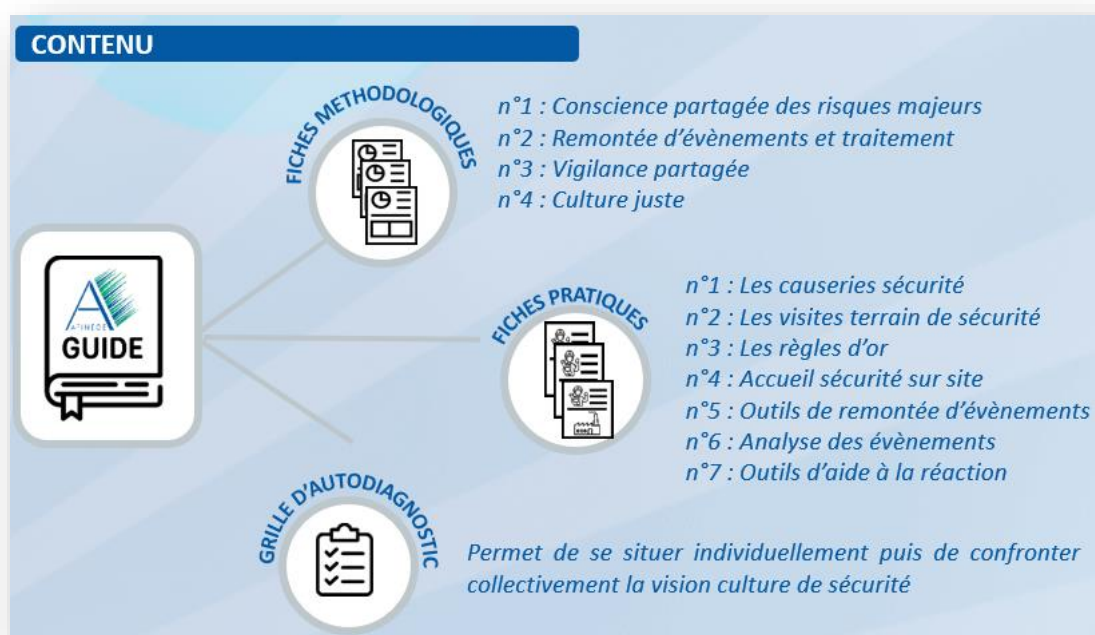 CONTENU
FICHES METHODOLOGIQUES
n°1 : Conscience partagée des risques majeurs
n°2 : Remontée d'évènements et traitement
n°3 : Vigilance partagée
n°4 : Culture juste
GUIDE
FICHES PRATIQUES
n°1 : Les causeries sécurité
n°2 : Les visites terrain de sécurité
n°3 : Les règles d'or
n°4 : Accueil sécurité sur site
n°5 : Outils de remontée d'évènements
n°6 : Analyse des évènements
n°7 : Outils d'aide à la réaction
GRILLE D'AUTODIAGNOSTIC
Permet de se situer individuellement puis de confronter
collectivement la vision culture de sécurité